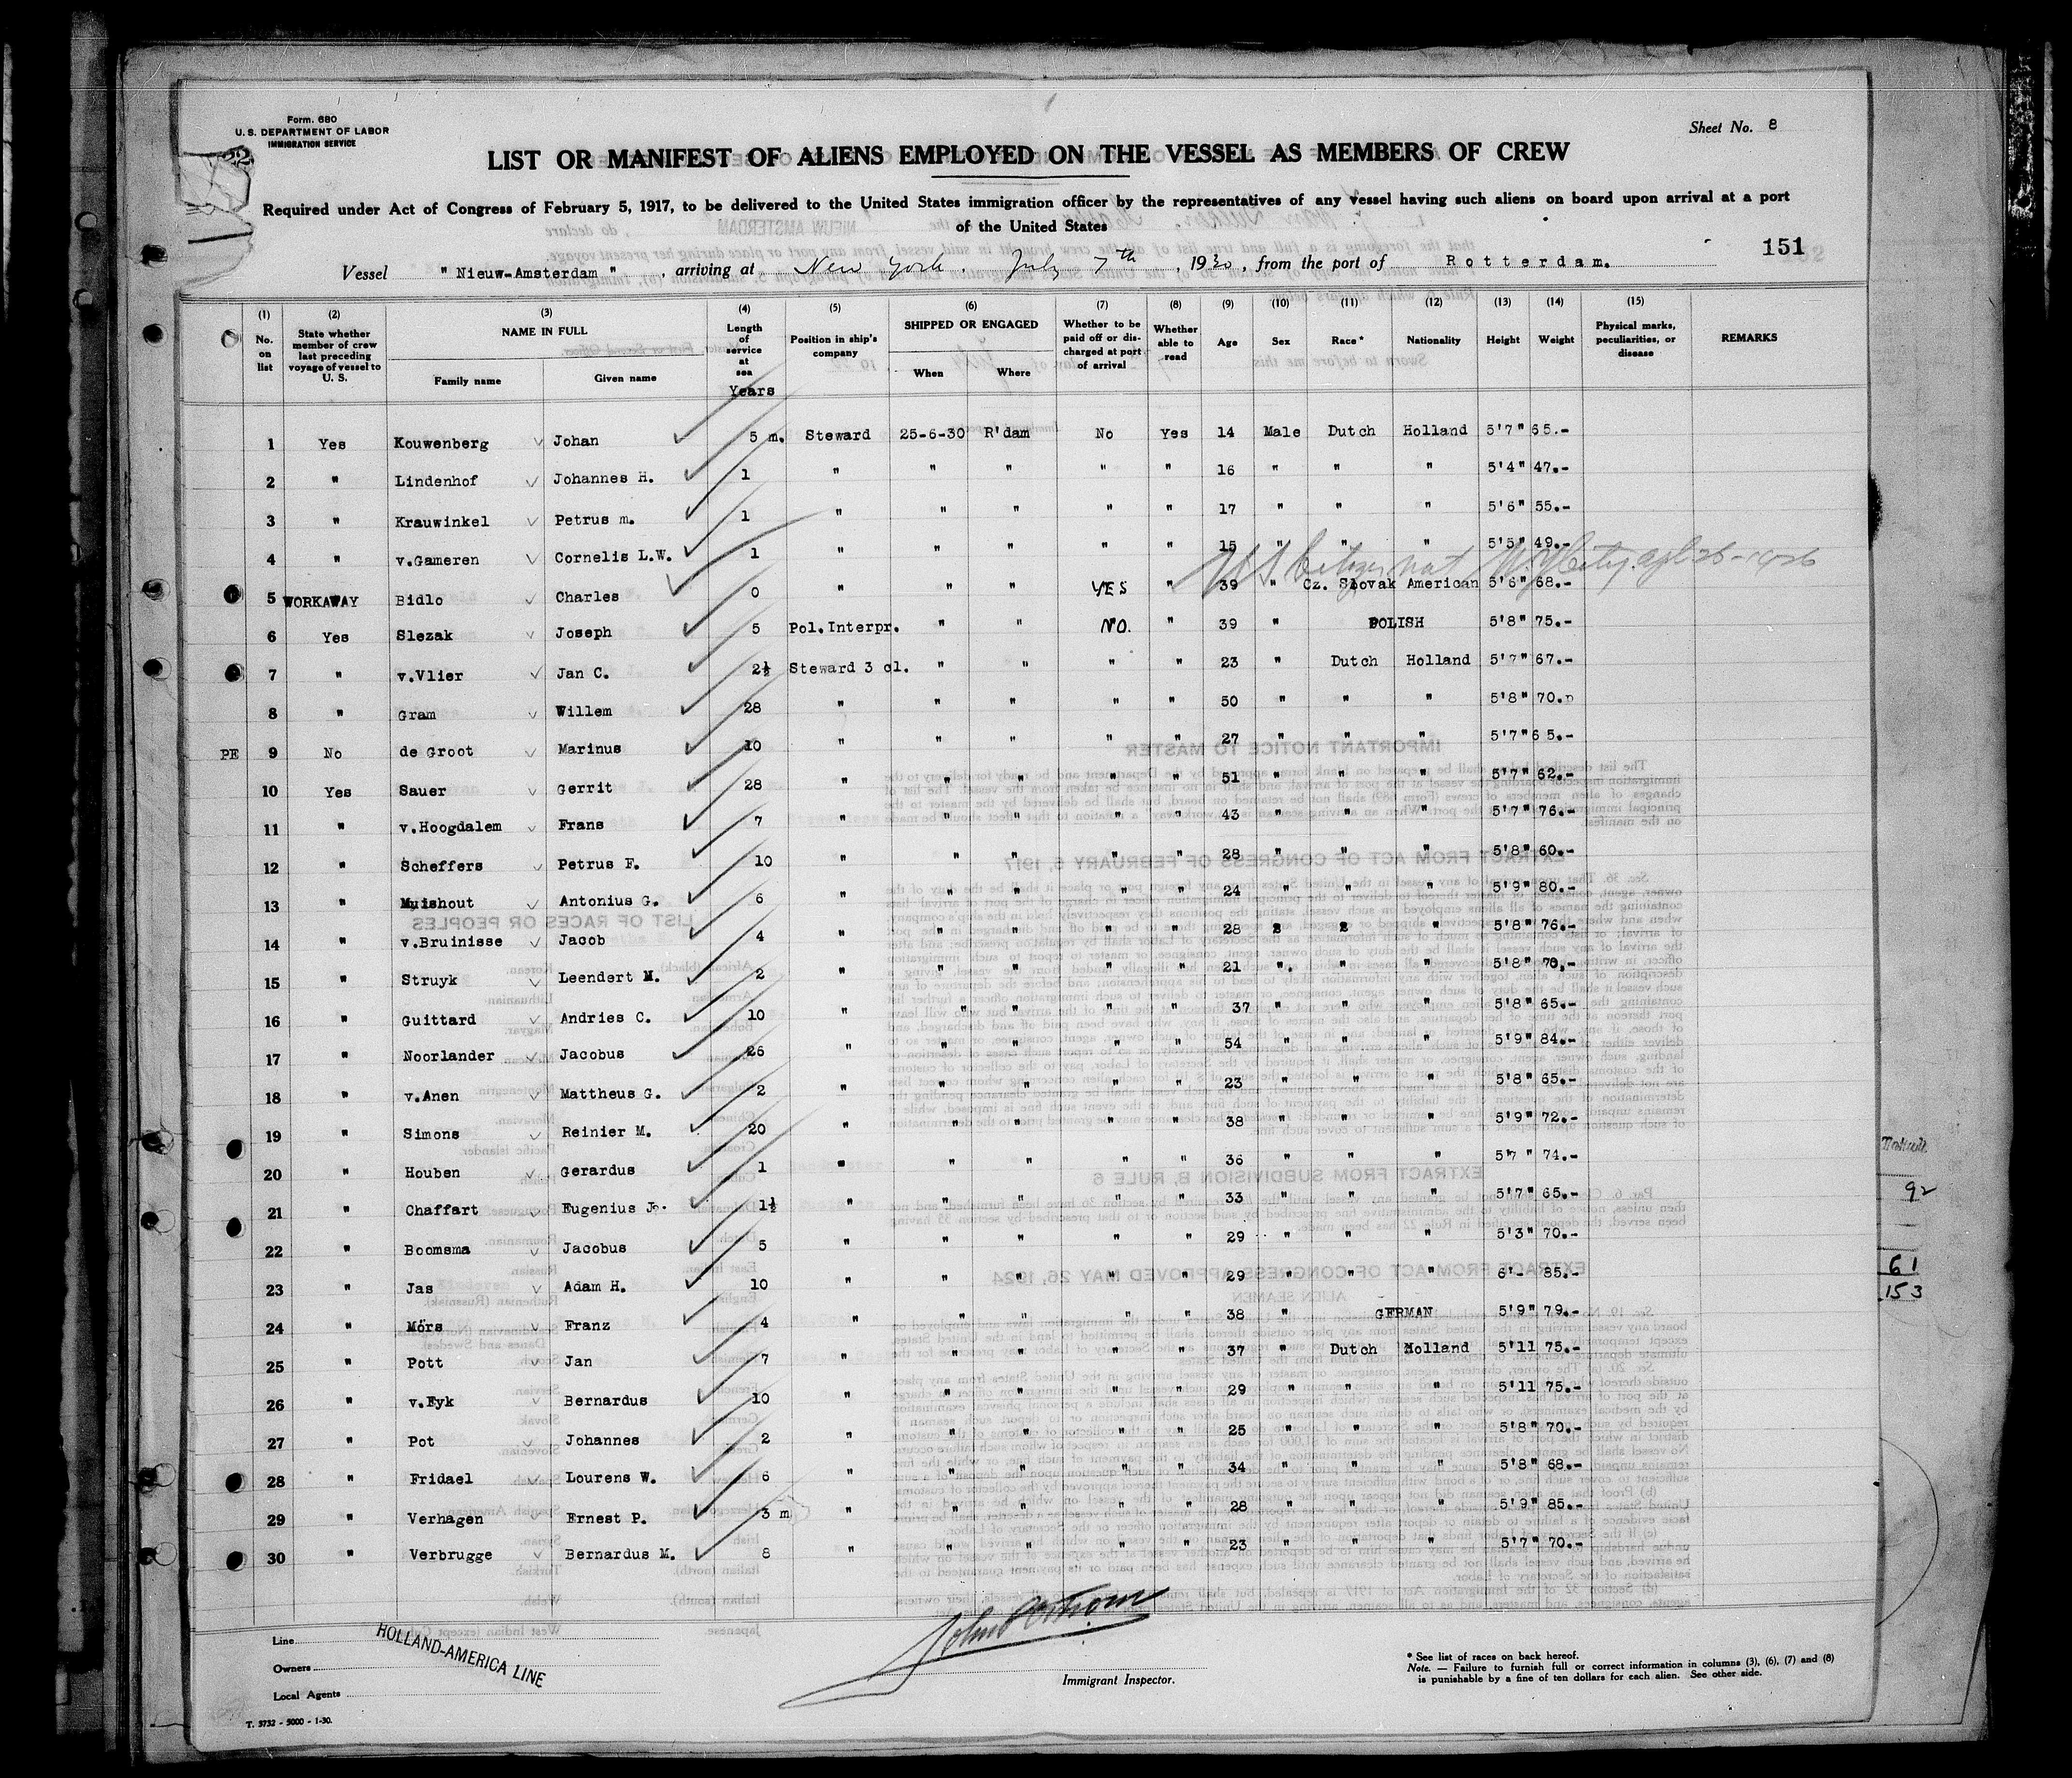 Form. 680
U. S. DEPARTMENT OF LABOR
IMMIGRATION SERVICE
Sheet No. 8
LIST OR MANIFEST OF ALIENS EMPLOYED ON THE VESSEL AS MEMBERS OF CREW
Required under Act of Congress of February 5, 1917, to be delivered to the United States immigration officer by the representatives of any vessel having such aliens on board upon arrival at a port
of the United States
151
Vessel " Nieuw-Amsterdam " , arriving at New York. July 7th , 1930, from the port of Rotterdam.
(1) (2) (3) (4) (5) (6) (7) (8) (9) (10) (11) (12) (13) (14) (15)
No. on list | State whether member of crew last preceding voyage of vessel to U. S. | NAME IN FULL | Family name | Given name | Length of service at sea Years | Position in ship's company | SHIPPED OR ENGAGED | When | Where | Whether to be paid off or discharged at port of arrival | Whether able to read | Age | Sex | Race* | Nationality | Height | Weight | Physical marks, peculiarities, or disease | REMARKS
1 Yes Kouwenberg Johan 5 m. Steward 25-6-30 R'dam No Yes 14 Male Dutch Holland 5'7" 65.-
2 " Lindenhof Johannes H. 1 " " " " " 16 " " " 5'4" 47.-
3 " Krauwinkel Petrus m. 1 " " " " " 17 " " " 5'6" 55.-
4 " v.Gameren Cornelis L.W. 1 " " " " " 15 " " " 5'5" 49.-
US Citizen nat N.Y. City. 26-1926
5 WORKAWAY Bidlo Charles 0 " " " YES " 39 " Cz. Slovak American 5'6" 68.-
6 Yes Slezak Joseph 5 Pol.Interpr. " " NO. " 39 " POLISH 5'8" 75.-
7 " v.Vlier Jan C. 2½ Steward 3 cl. " " " " 23 " Dutch Holland 5'7" 67.-
8 " Gram Willem 28 " " " " " 50 " " " 5'8" 70.-
PE 9 No de Groot Marinus 10 " " " " " 27 " " " 5'7" 65.-
10 Yes Sauer Gerrit 28 " " " " " 51 " " " 5'7" 62.-
11 " v.Hoogdalem Frans 7 " " " " " 43 " " " 5'7" 76.-
12 " Scheffers Petrus F. 10 " " " " " 28 " " " 5'8" 60.-
13 " Muishout Antonius G. 6 " " " " " 24 " " " 5'9" 80.-
14 " v.Bruinisse Jacob 4 " " " " " 28 " " " 5'8" 76.-
15 " Struyk Leendert M. 2 " " " " " 21 " " " 5'8" 70,-
16 " Guittard Andries C. 10 " " " " " 37 " " " 5'8" 65.-
17 " Noorlander Jacobus 26 " " " " " 54 " " " 5'9" 84.-
18 " v.Anen Mattheus G. 2 " " " " " 23 " " " 5'8" 65.-
19 " Simons Reinier M. 20 " " " " " 38 " " " 5'9" 72.-
20 " Houben Gerardus 1 " " " " " 36 " " " 5'7 " 74.-
21 " Chaffart Eugenius J. 1½ " " " " " 33 " " " 5'7" 65.-
22 " Boomsma Jacobus 5 " " " " " 29 " " " 5'3" 70.-
23 " Jas Adam H. 10 " " " " " 29 " " " 6'- 85.-
24 " Mörs Franz 4 " " " " " 38 " GERMAN 5'9" 79.-
25 " Pott Jan 7 " " " " " 37 " Dutch Holland 5'11 75.-
26 " v.Eyk Bernardus 10 " " " " " 29 " " " 5'11 75.-
27 " Pot Johannes 2 " " " " " 25 " " " 5'8" 70.-
28 " Fridael Lourens W. 6 " " " " " 34 " " " 5'8" 68.-
29 " Verhagen Ernest P. 3 m " " " " " 28 " " " 5'9" 85.-
30 " Verbrugge Bernardus M. 8 " " " " " 23 " " " 5'7" 70.-
92
61
153
Line
HOLLAND-AMERICA LINE
Owners
Local Agents
Immigrant Inspector.
* See list of races on back hereof.
Note. — Failure to furnish full or correct information in columns (3), (6), (7) and (8)
is punishable by a fine of ten dollars for each alien. See other side.
T. 3732 - 5000 - 1-30.